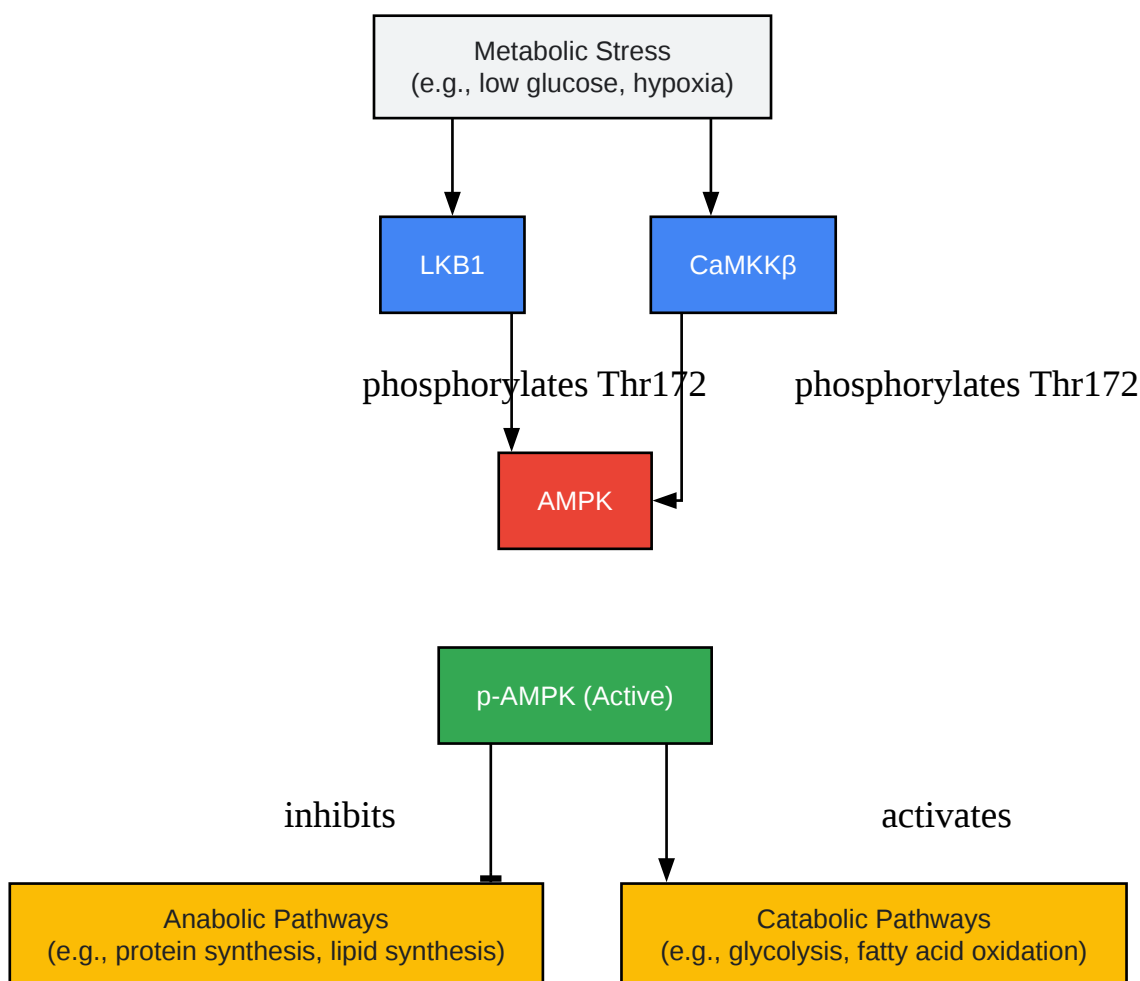 Metabolic Stress
(e.g., low glucose, hypoxia)
LKB1
CaMKKβ
phosphorylates Thr172
phosphorylates Thr172
AMPK
p-AMPK (Active)
inhibits
activates
Anabolic Pathways
(e.g., protein synthesis, lipid synthesis)
Catabolic Pathways
(e.g., glycolysis, fatty acid oxidation)